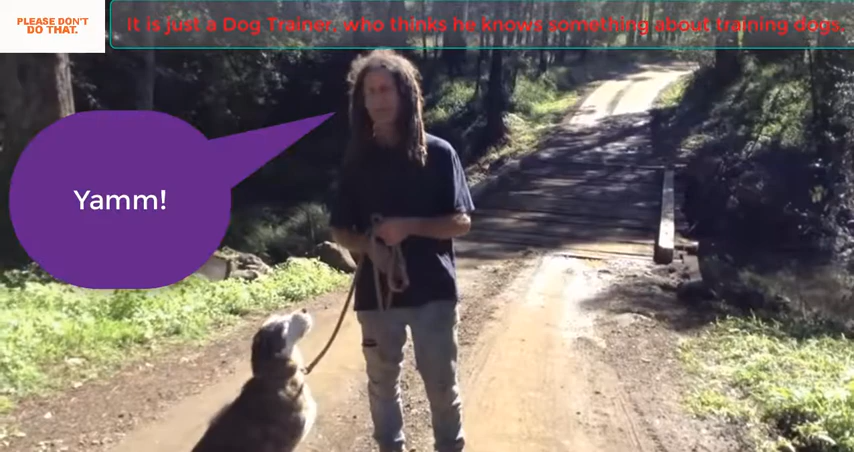 PLEASE DON'T
DO THAT.
It is just a Dog Trainer, who thinks he knows something about training dogs.
Yamm!